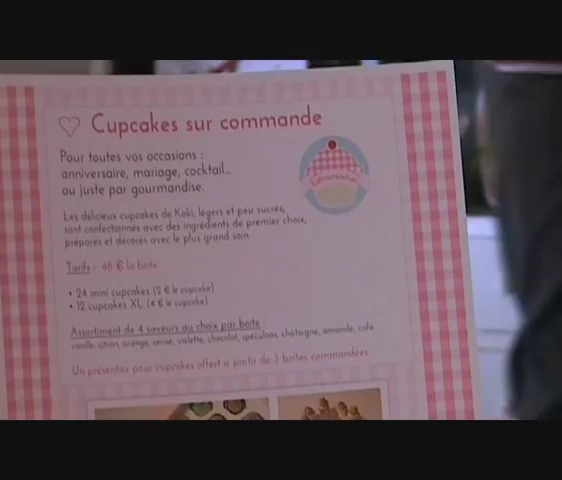 Cupcakes sur commande
Pour toutes vos occasions :
anniversaire, mariage, cocktail...
ou juste par gourmandise.
Les délicieux cupcakes de Koki, légers et peu sucrés,
sont confectionnés avec des ingrédients de premier choix,
préparés et décorés avec le plus grand soin.
Tarifs : 48 € la boîte
• 24 mini cupcakes (2 € le cupcake)
• 12 cupcakes XL (4 € le cupcake)
Assortiment de 4 saveurs au choix par boîte :
vanille, citron, orange, cerise, violette, chocolat, spéculoos, châtaigne, amande, café.
Un présentoir pour cupcakes offert à partir de 3 boîtes commandées.